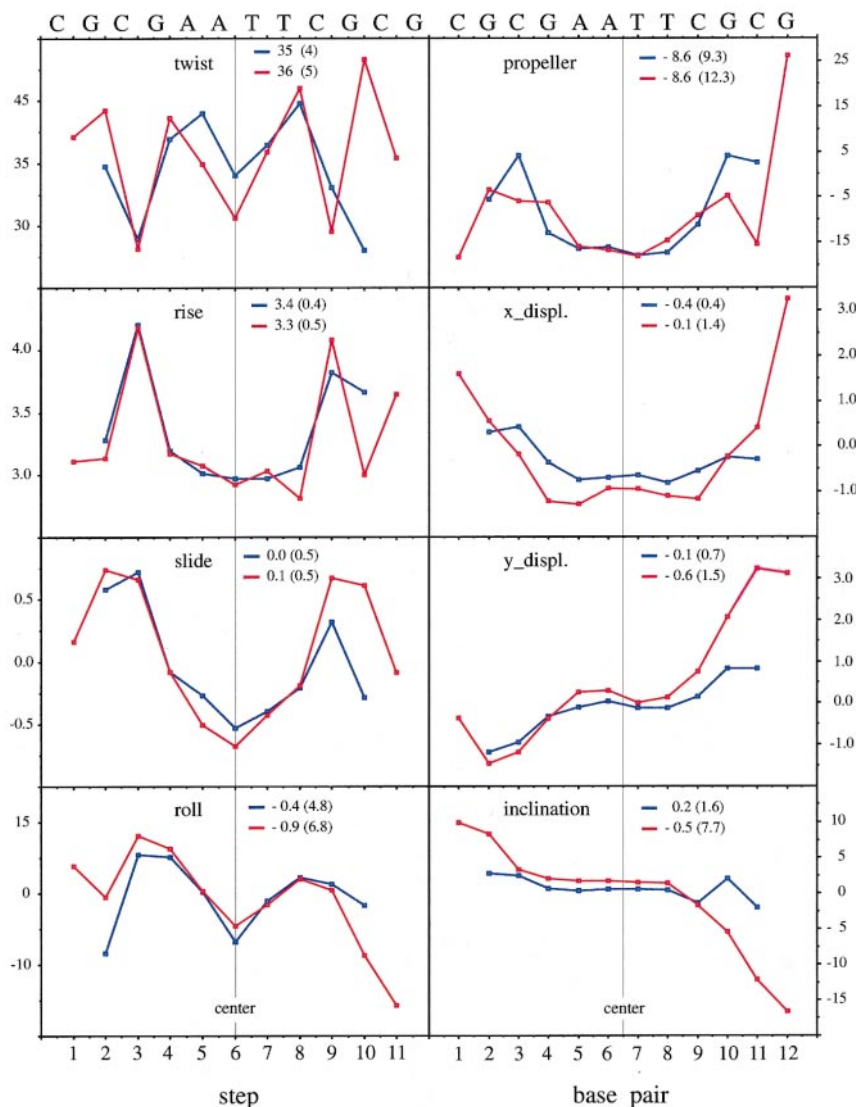 C G C G A A T T C G C G
C G C G A A T T C G C G
twist
35 (4)
36 (5)
45
35
30
propeller
- 8.6 (9.3)
- 8.6 (12.3)
25
15
5
- 5
-15
rise
3.4 (0.4)
3.3 (0.5)
4.0
3.5
3.0
x_displ.
- 0.4 (0.4)
- 0.1 (1.4)
3.0
2.0
1.0
0.0
-1.0
slide
0.0 (0.5)
0.1 (0.5)
0.5
0.0
-0.5
y_displ.
- 0.1 (0.7)
- 0.6 (1.5)
3.0
2.0
1.0
0.0
-1.0
roll
- 0.4 (4.8)
- 0.9 (6.8)
15
0
-10
center
inclination
0.2 (1.6)
- 0.5 (7.7)
10
5
0
- 5
-10
-15
center
1 2 3 4 5 6 7 8 9 10 11
1 2 3 4 5 6 7 8 9 10 11 12
step
base pair